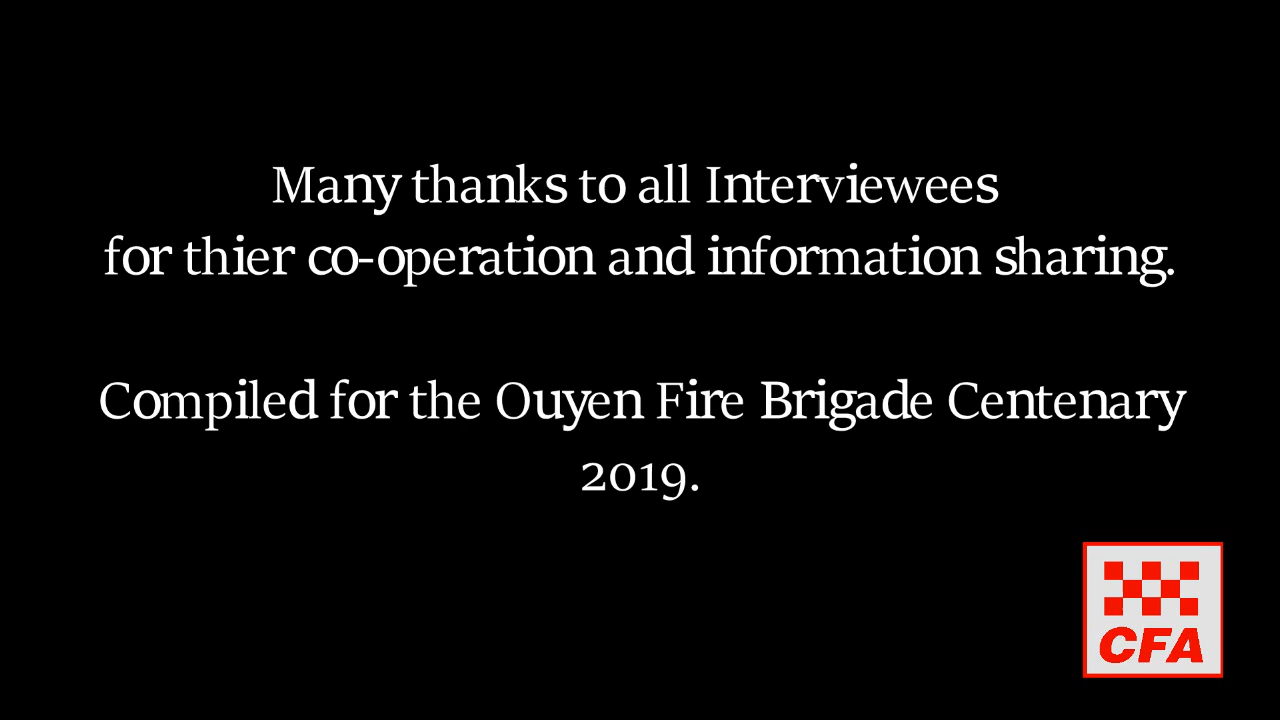 Many thanks to all Interviewees
for thier co-operation and information sharing.
Compiled for the Ouyen Fire Brigade Centenary
2019.
CFA